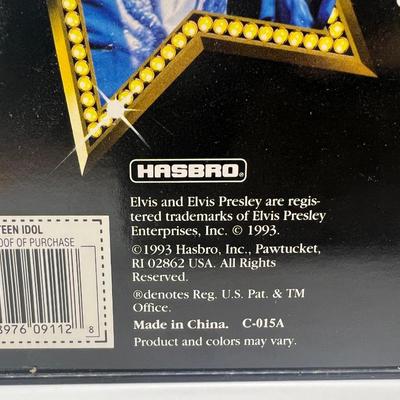 HASBRO®
Elvis and Elvis Presley are regis-
tered trademarks of Elvis Presley
Enterprises, Inc. © 1993.
©1993 Hasbro, Inc., Pawtucket,
RI 02862 USA. All Rights
Reserved.
®denotes Reg. U.S. Pat. & TM
Office.
Made in China. C-015A
Product and colors may vary.
TEEN IDOL
OOF OF PURCHASE
3976 09112 8